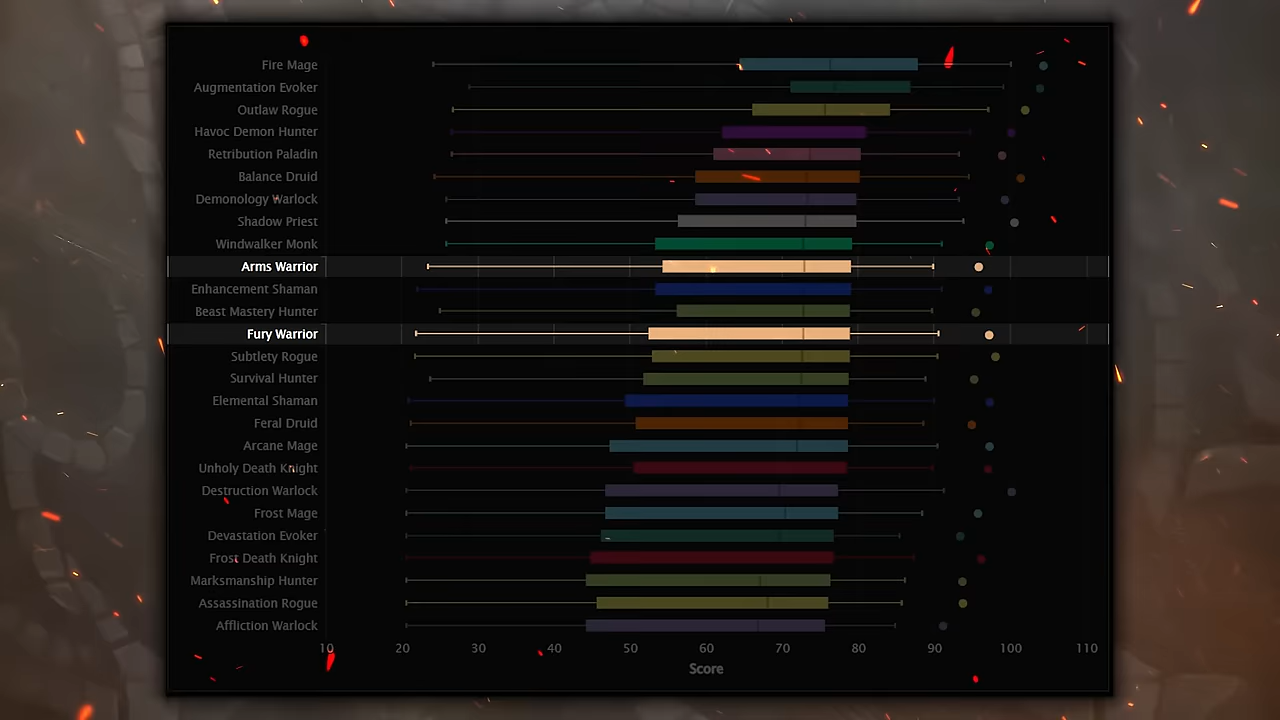 Fire Mage
Augmentation Evoker
Outlaw Rogue
Havoc Demon Hunter
Retribution Paladin
Balance Druid
Demonology Warlock
Shadow Priest
Windwalker Monk
Arms Warrior
Enhancement Shaman
Beast Mastery Hunter
Fury Warrior
Subtlety Rogue
Survival Hunter
Elemental Shaman
Feral Druid
Arcane Mage
Unholy Death Knight
Destruction Warlock
Frost Mage
Devastation Evoker
Frost Death Knight
Marksmanship Hunter
Assassination Rogue
Affliction Warlock
10 20 30 40 50 60 70 80 90 100 110
Score